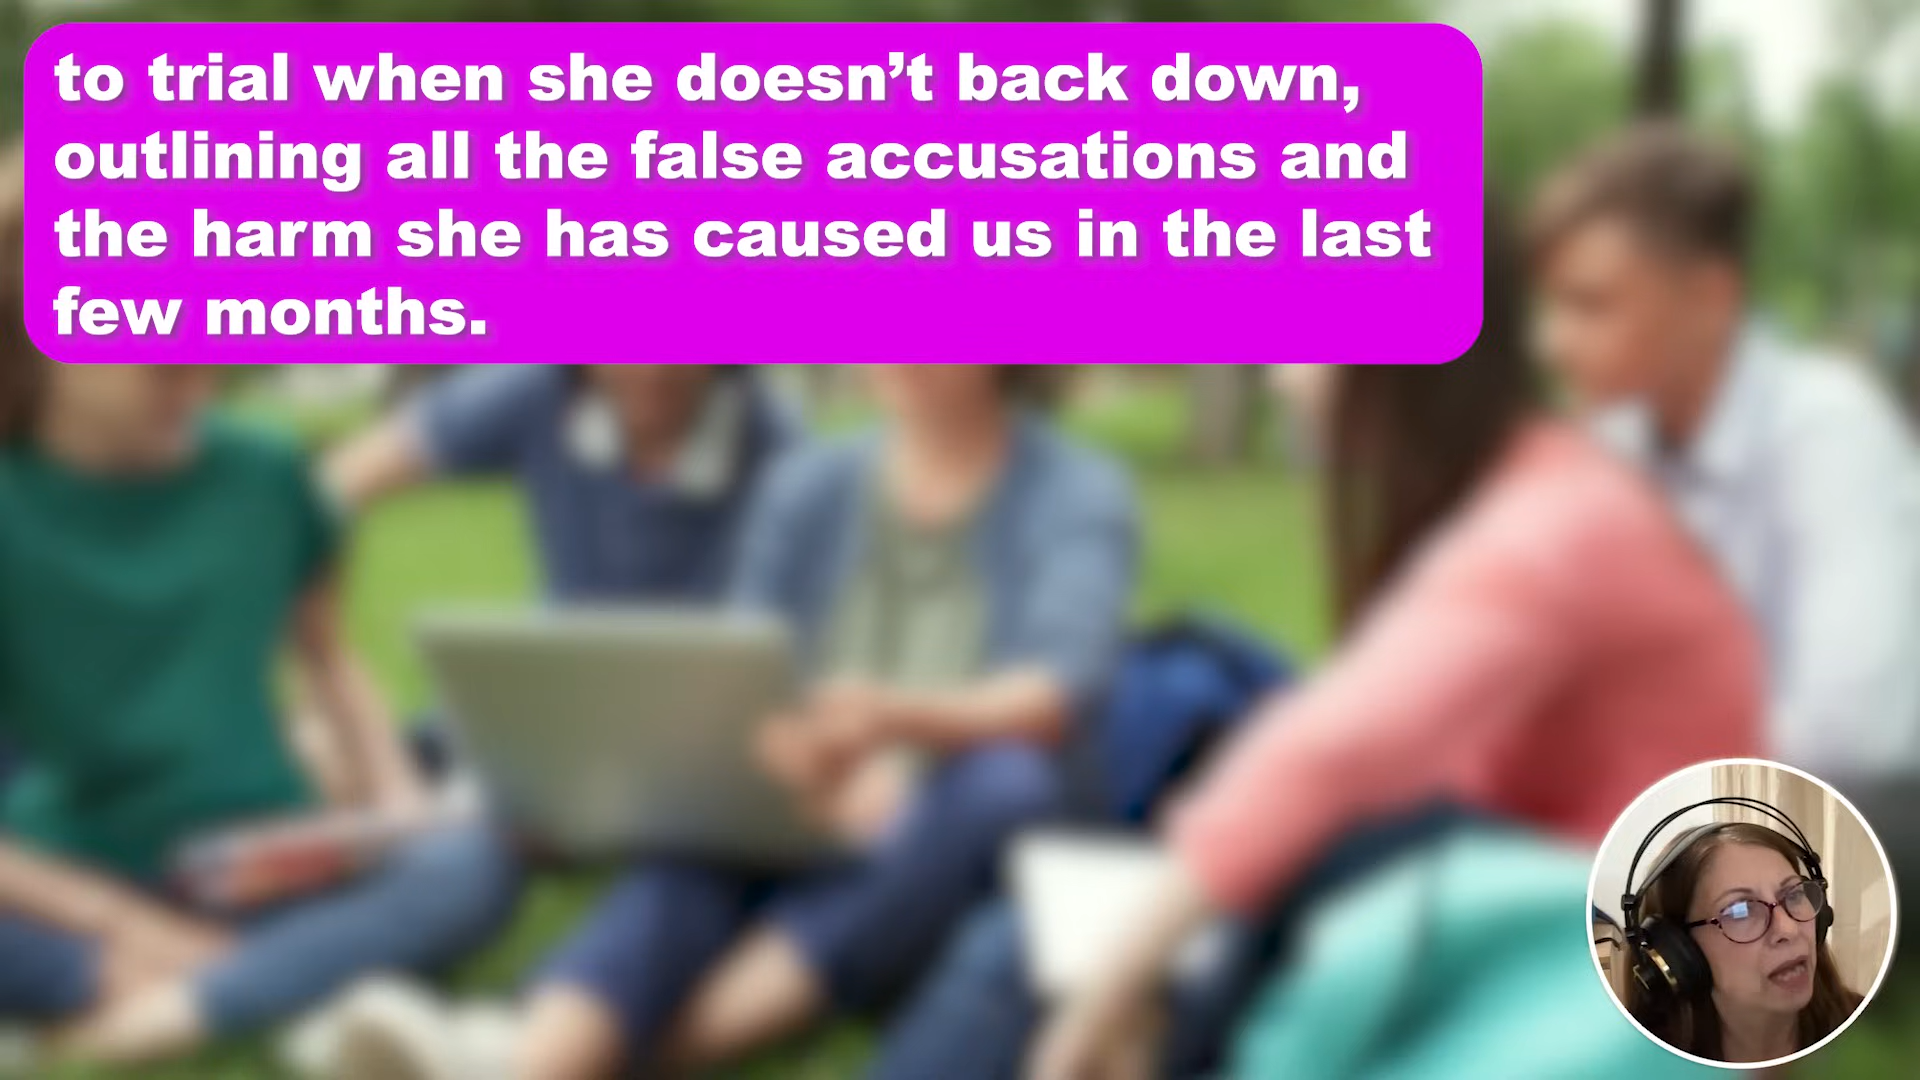 to trial when she doesn’t back down,
outlining all the false accusations and
the harm she has caused us in the last
few months.